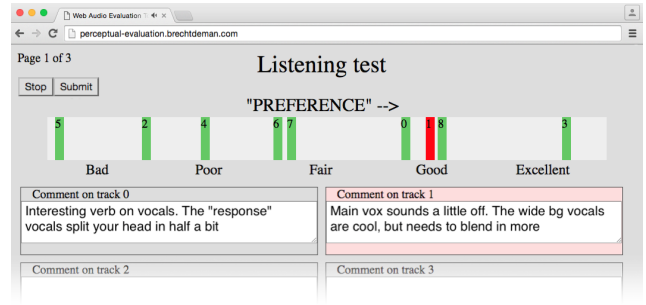 Web Audio Evaluation T
perceptual-evaluation.brechtdeman.com
Page 1 of 3
Listening test
Stop Submit
"PREFERENCE" -->
5 2 4 6 7 0 1 8 3
Bad Poor Fair Good Excellent
Comment on track 0
Interesting verb on vocals. The "response"
vocals split your head in half a bit
Comment on track 1
Main vox sounds a little off. The wide bg vocals
are cool, but needs to blend in more
Comment on track 2
Comment on track 3